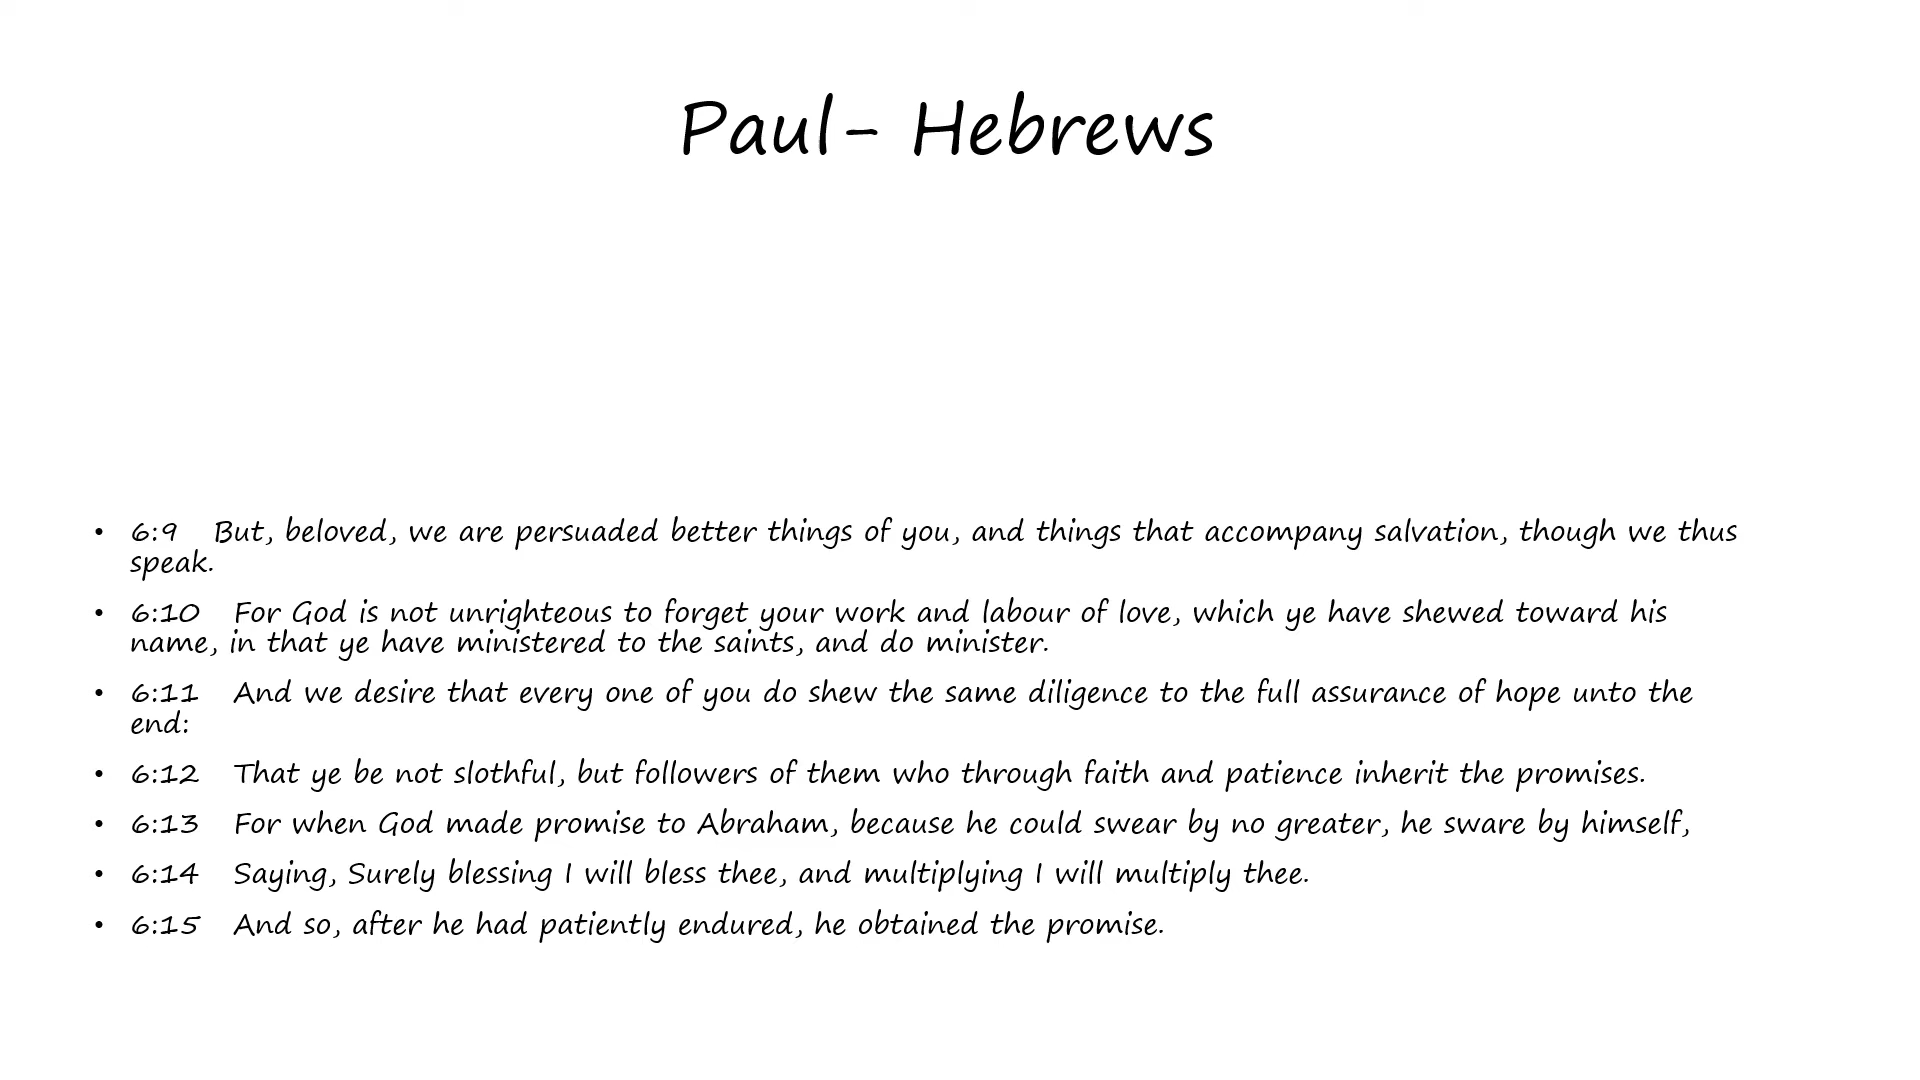 Paul- Hebrews
• 6:9 But, beloved, we are persuaded better things of you, and things that accompany salvation, though we thus
speak.
• 6:10 For God is not unrighteous to forget your work and labour of love, which ye have shewed toward his
name, in that ye have ministered to the saints, and do minister.
• 6:11 And we desire that every one of you do shew the same diligence to the full assurance of hope unto the
end:
• 6:12 That ye be not slothful, but followers of them who through faith and patience inherit the promises.
• 6:13 For when God made promise to Abraham, because he could swear by no greater, he sware by himself,
• 6:14 Saying, Surely blessing I will bless thee, and multiplying I will multiply thee.
• 6:15 And so, after he had patiently endured, he obtained the promise.